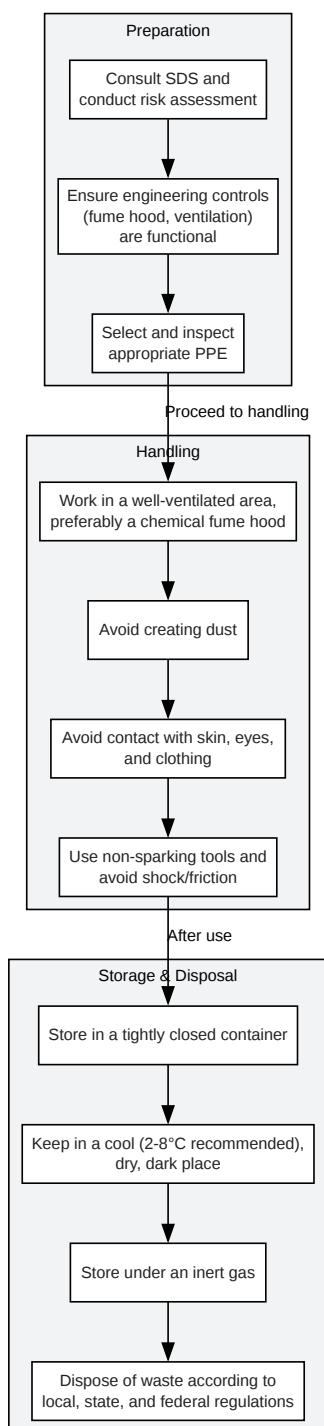 Preparation
Consult SDS and
conduct risk assessment
Ensure engineering controls
(fume hood, ventilation)
are functional
Select and inspect
appropriate PPE
Proceed to handling
Handling
Work in a well-ventilated area,
preferably a chemical fume hood
Avoid creating dust
Avoid contact with skin, eyes,
and clothing
Use non-sparking tools and
avoid shock/friction
After use
Storage & Disposal
Store in a tightly closed container
Keep in a cool (2-8°C recommended),
dry, dark place
Store under an inert gas
Dispose of waste according to
local, state, and federal regulations